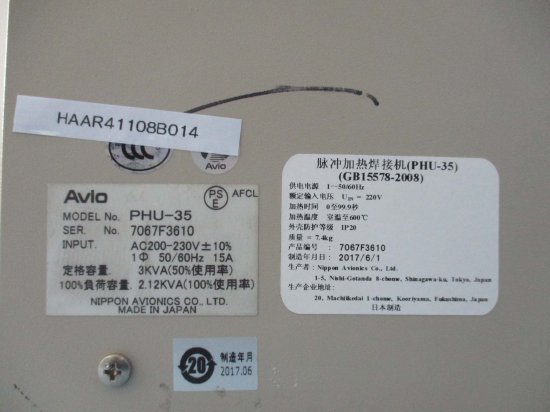 HAAR41108B014
Avio
Avio
PS
E
AFCL
MODEL No. PHU-35
SER. No. 7067F3610
INPUT. AC200-230V±10%
1Φ 50/60Hz 15A
定格容量. 3KVA(50%使用率)
100%負荷容量. 2.12KVA(100%使用率)
NIPPON AVIONICS CO., LTD.
MADE IN JAPAN
脉冲加热焊接机(PHU-35)
(GB15578-2008)
供电电源 1～50/60Hz
额定输入电压 U₂₀ = 220V
加热时间 0至99.9秒
加热温度 室温至600℃
外壳防护等级 IP20
质量 = 7.4kg
产品编号 : 7067F3610
制造年月日 : 2017/6/1
生产者: Nippon Avionics Co., Ltd.
1-5, Nishi-Gotanda 8-chome, Shinagawa-ku, Tokyo, Japan
生产企业地址:
20, Machiikedai 1-chome, Kooriyama, Fukushima, Japan
日本制造
20
制造年月
2017.06